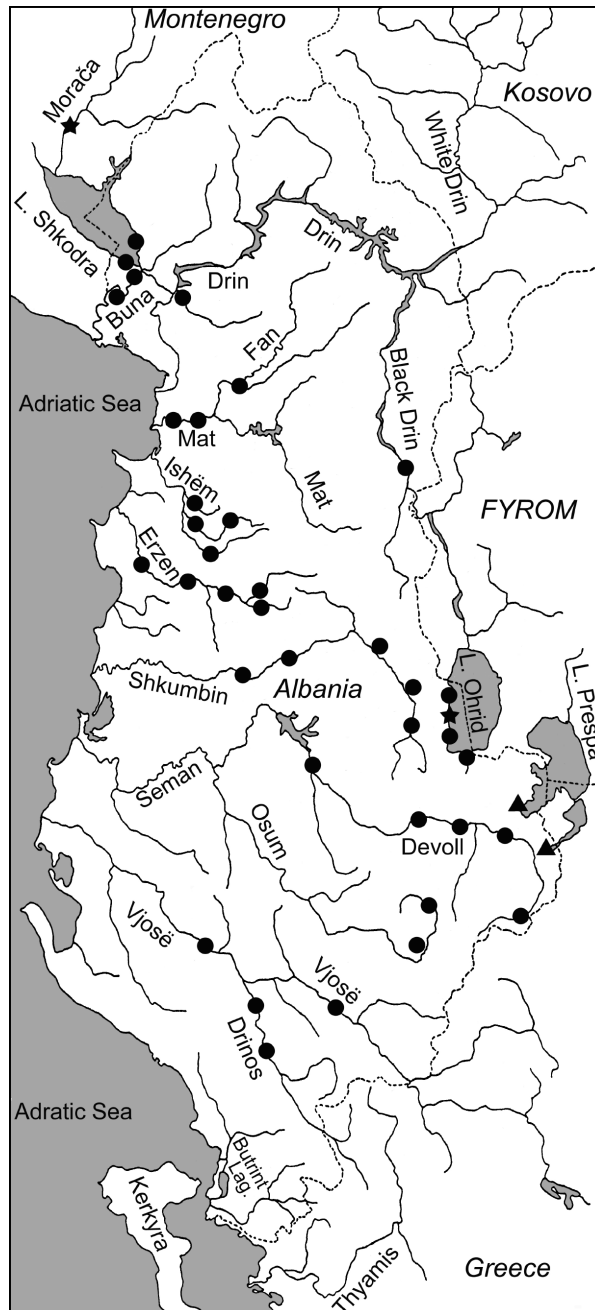 Montenegro
Kosovo
Morača
White Drin
L. Shkodra
Drin
Drin
Buna
Fan
Black Drin
Adriatic Sea
Mat
Mat
Ishëm
FYROM
Erzen
L. Ohrid
Shkumbin
Albania
L. Prespa
Seman
Osum
Devoll
Vjosë
Vjosë
Drinos
Adratic Sea
Butrint
Lag.
Kerkyra
Thyamis
Greece